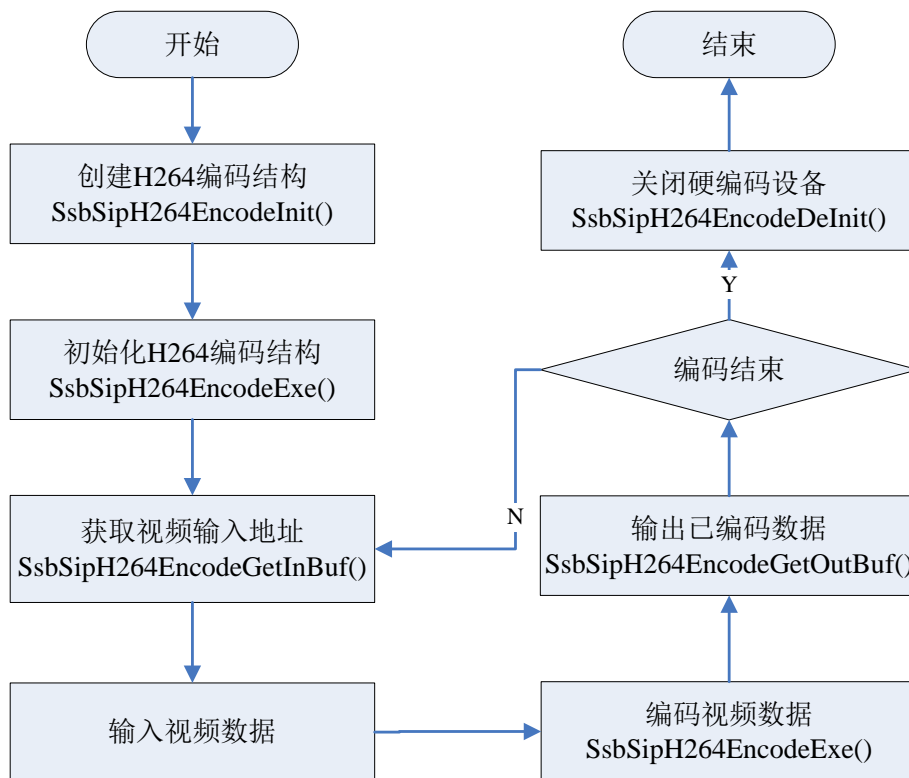 开始
创建H264编码结构
SsbSipH264EncodeInit()
初始化H264编码结构
SsbSipH264EncodeExe()
获取视频输入地址
SsbSipH264EncodeGetInBuf()
输入视频数据
编码视频数据
SsbSipH264EncodeExe()
输出已编码数据
SsbSipH264EncodeGetOutBuf()
编码结束
N
Y
关闭硬编码设备
SsbSipH264EncodeDeInit()
结束